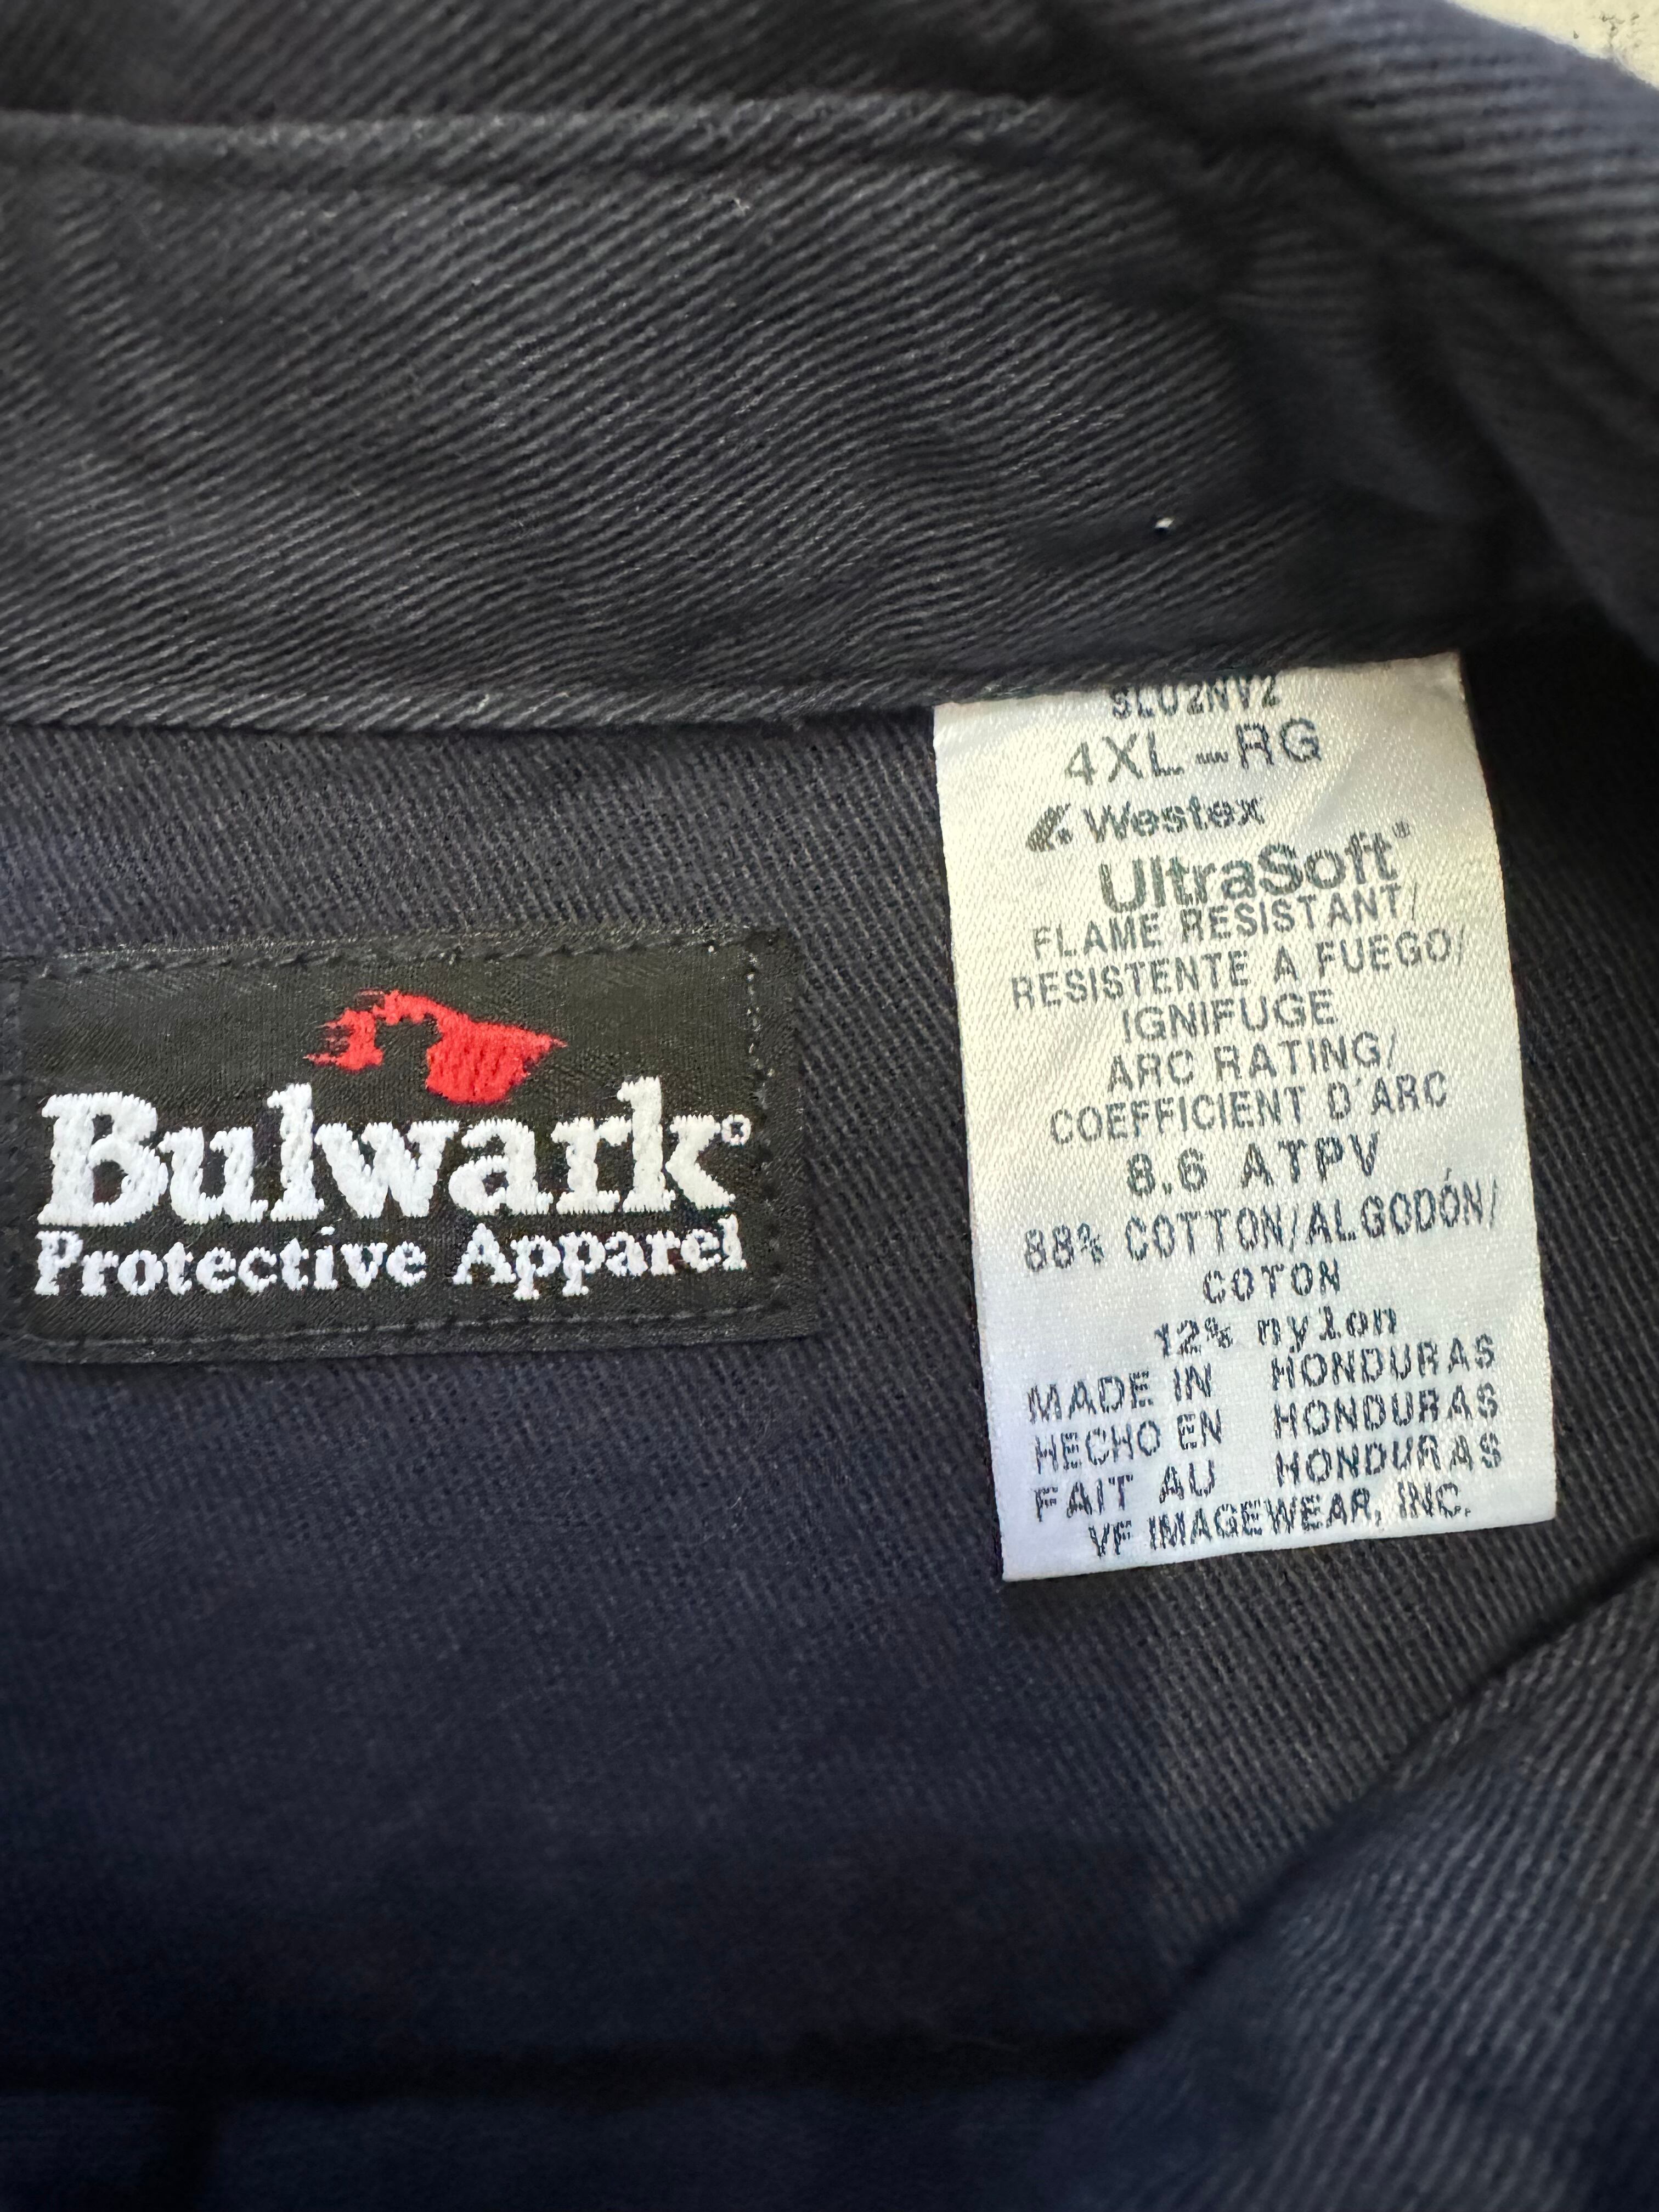 Bulwark®
Protective Apparel
SLU2NV2
4XL-RG
Westex
UltraSoft®
FLAME RESISTANT/
RESISTENTE A FUEGO/
IGNIFUGE
ARC RATING/
COEFFICIENT D'ARC
8.6 ATPV
88% COTTON/ALGODÓN/
COTON
12% nylon
MADE IN HONDURAS
HECHO EN HONDURAS
FAIT AU HONDURAS
VF IMAGEWEAR, INC.